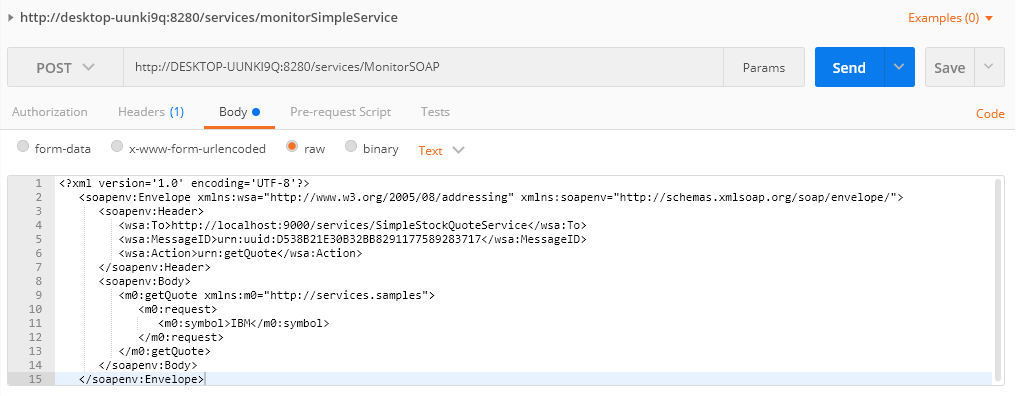 http://desktop-uunki9q:8280/services/monitorSimpleService Examples (0)
POST http://DESKTOP-UUNKI9Q:8280/services/MonitorSOAP Params Send Save
Authorization Headers (1) Body Pre-request Script Tests Code
form-data x-www-form-urlencoded raw binary Text
1 <?xml version='1.0' encoding='UTF-8'?>
2 <soapenv:Envelope xmlns:wsa="http://www.w3.org/2005/08/addressing" xmlns:soapenv="http://schemas.xmlsoap.org/soap/envelope/">
3 <soapenv:Header>
4 <wsa:To>http://localhost:9000/services/SimpleStockQuoteService</wsa:To>
5 <wsa:MessageID>urn:uuid:D538B21E30B32BB8291177589283717</wsa:MessageID>
6 <wsa:Action>urn:getQuote</wsa:Action>
7 </soapenv:Header>
8 <soapenv:Body>
9 <m0:getQuote xmlns:m0="http://services.samples">
10 <m0:request>
11 <m0:symbol>IBM</m0:symbol>
12 </m0:request>
13 </m0:getQuote>
14 </soapenv:Body>
15 </soapenv:Envelope>